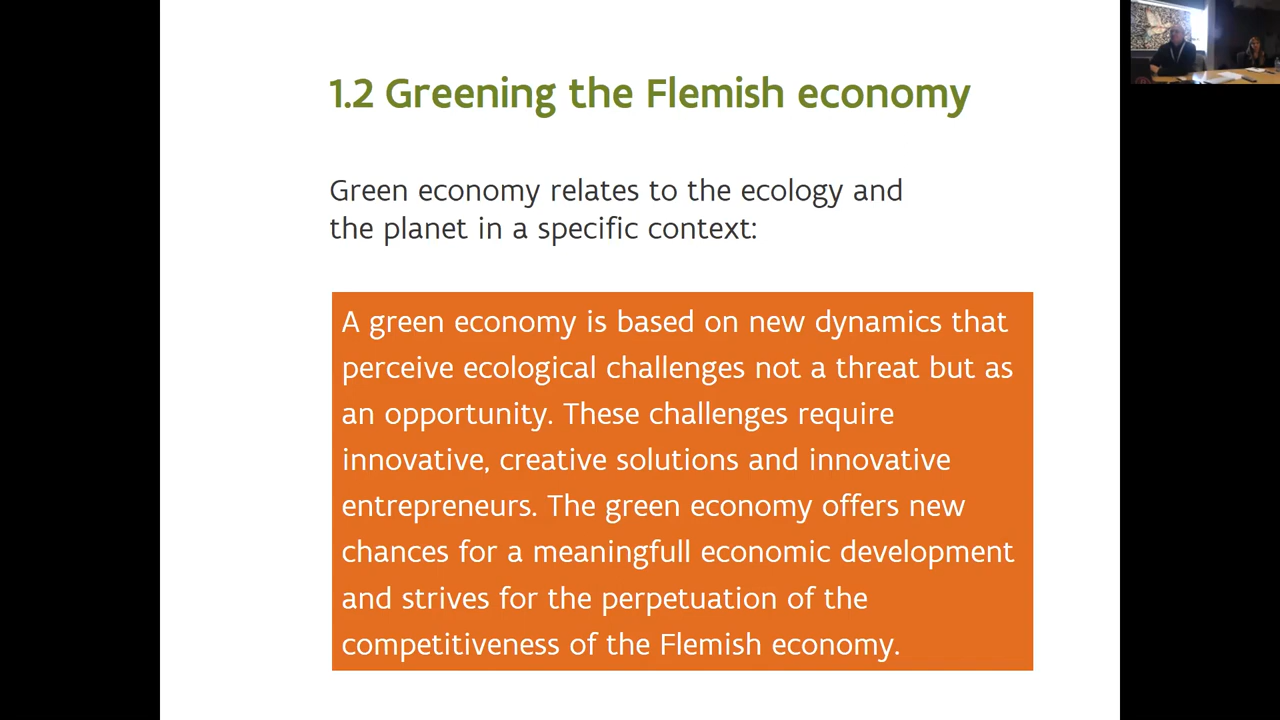 1.2 Greening the Flemish economy
Green economy relates to the ecology and
the planet in a specific context:
A green economy is based on new dynamics that
perceive ecological challenges not a threat but as
an opportunity. These challenges require
innovative, creative solutions and innovative
entrepreneurs. The green economy offers new
chances for a meaningfull economic development
and strives for the perpetuation of the
competitiveness of the Flemish economy.